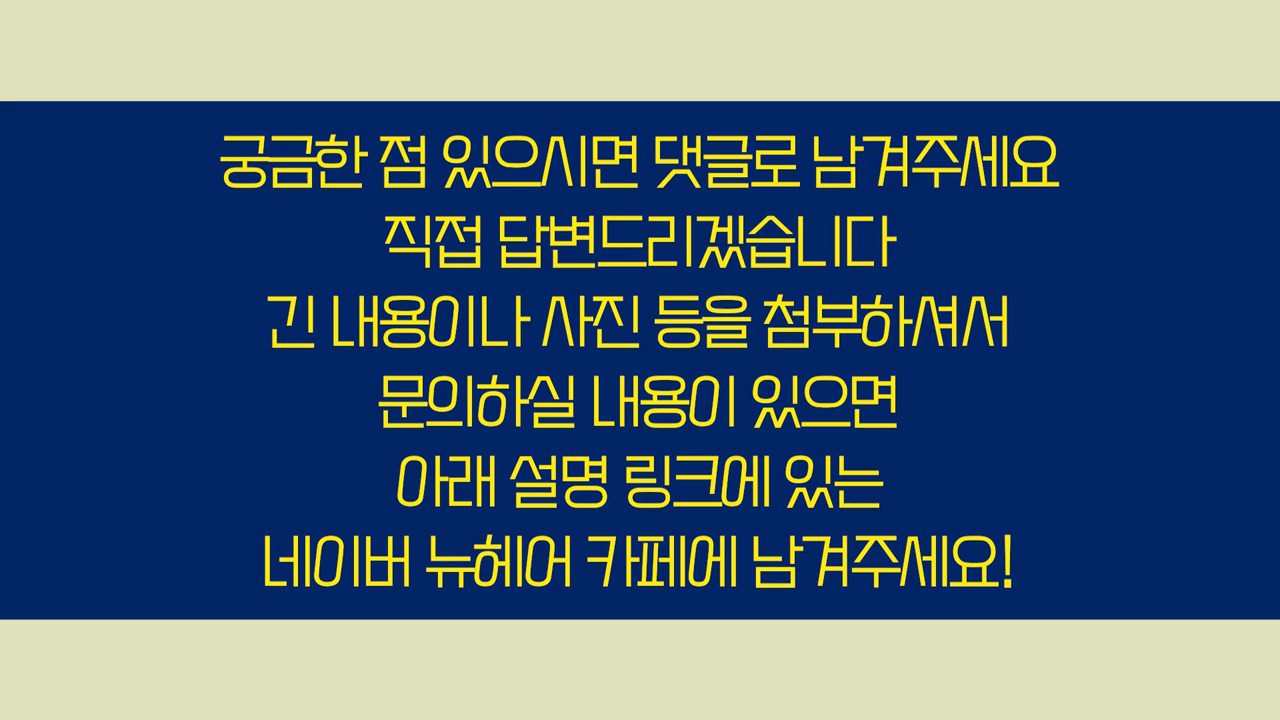 궁금한 점 있으시면 댓글로 남겨주세요
직접 답변드리겠습니다
긴 내용이나 사진 등을 첨부하셔서
문의하실 내용이 있으면
아래 설명 링크에 있는
네이버 뉴헤어 카페에 남겨주세요!